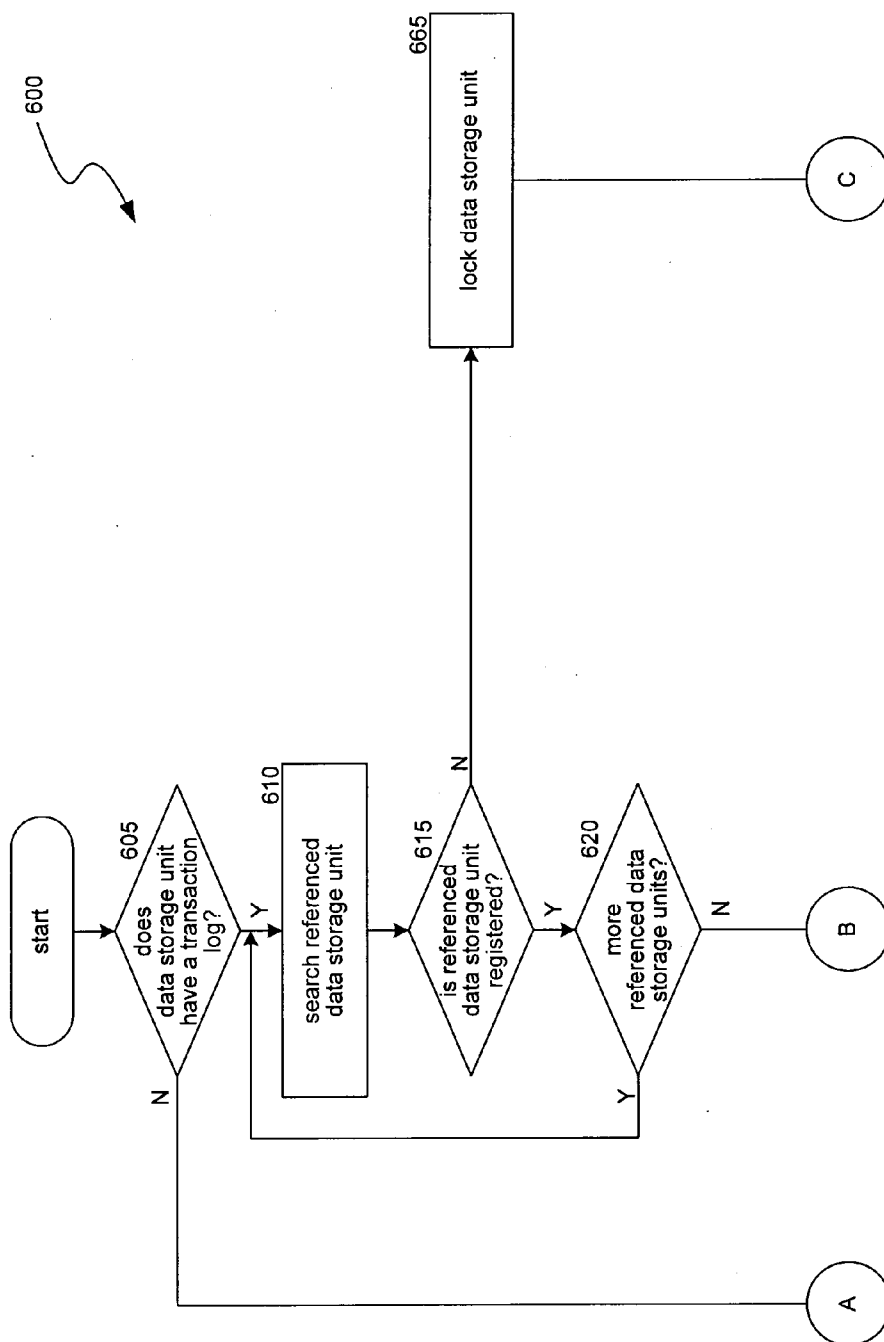 600
start
605
does
data storage unit
have a transaction
log?
N
Y
610
search referenced
data storage unit
615
is referenced
data storage unit
registered?
N
Y
665
lock data storage unit
620
more
referenced data
storage units?
Y
N
A
B
C